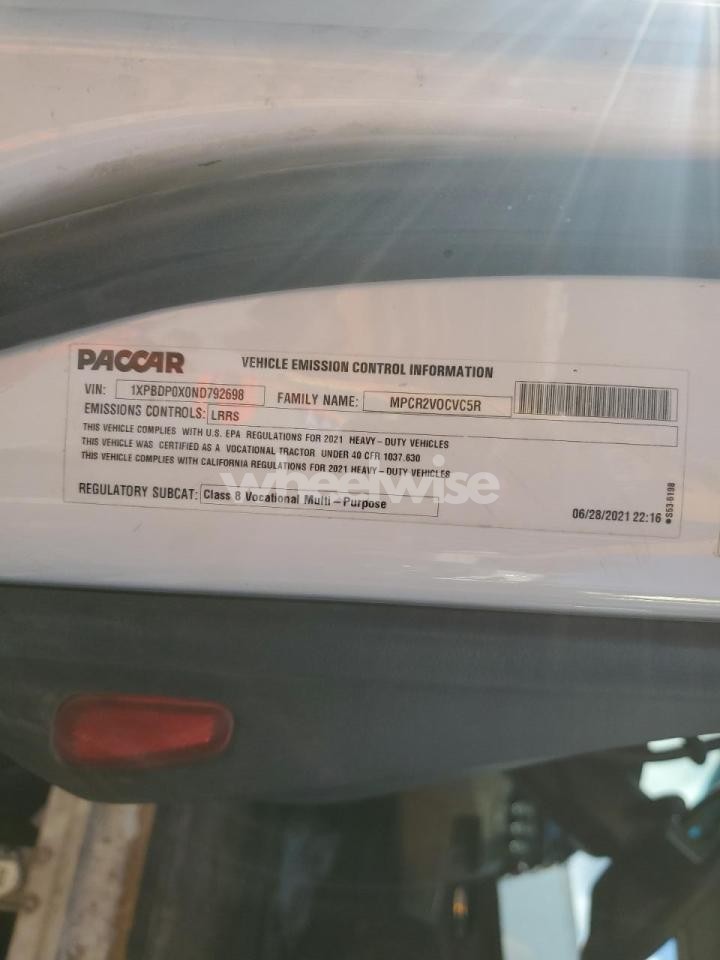 PACCAR VEHICLE EMISSION CONTROL INFORMATION
VIN: 1XPBDP0X0ND792698 FAMILY NAME: MPCR2VOCVC5R
EMISSIONS CONTROLS: LRRS
THIS VEHICLE COMPLIES WITH U.S. EPA REGULATIONS FOR 2021 HEAVY-DUTY VEHICLES
THIS VEHICLE WAS CERTIFIED AS A VOCATIONAL TRACTOR UNDER 40 CFR 1037.630
THIS VEHICLE COMPLIES WITH CALIFORNIA REGULATIONS FOR 2021 HEAVY-DUTY VEHICLES
wheelwise
REGULATORY SUBCAT: Class 8 Vocational Multi-Purpose
06/28/2021 22:16
S53-6198